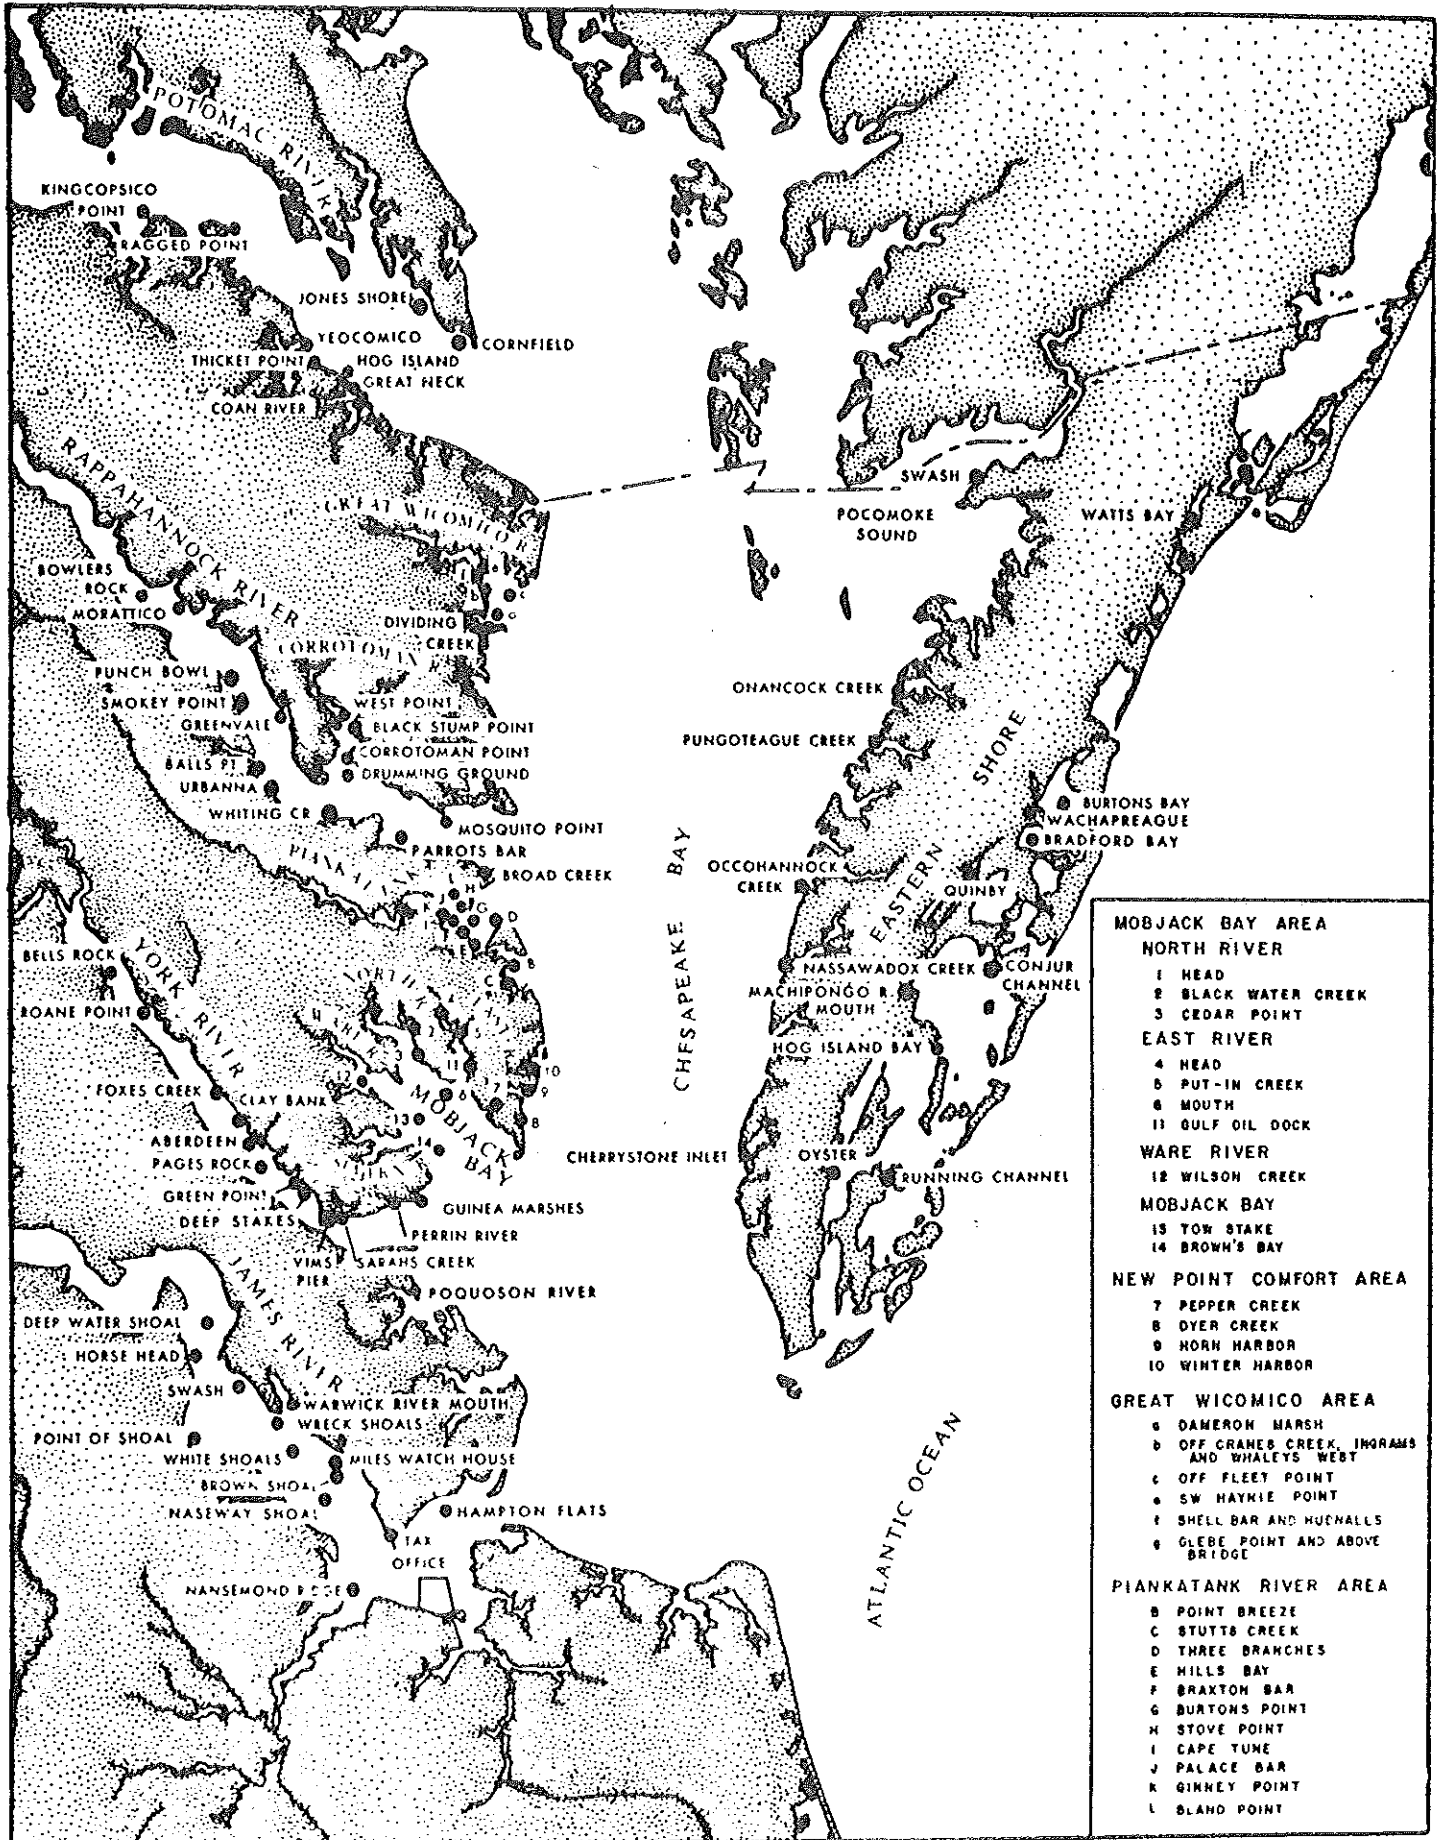 POTOMAC RIVER
KINGCOPSICO
POINT
RAGGED POINT
JONES SHORE
CORNFIELD
YEOCOMICO
THICKET POINT
HOG ISLAND
GREAT NECK
COAN RIVER
RAPPAHANNOCK RIVER
GREAT WICOMICO R
SWASH
POCOMOKE
SOUND
WATTS BAY
BOWLERS
ROCK
MORATTICO
DIVIDING
CREEK
CORROTOMAN R
PUNCH BOWL
SMOKEY POINT
GREENVALE
WEST POINT
BLACK STUMP POINT
CORROTOMAN POINT
DRUMMING GROUND
BALLS PT
URBANNA
WHITING CR
MOSQUITO POINT
PARROTS BAR
BROAD CREEK
ONANCOCK CREEK
PUNGOTEAGUE CREEK
EASTERN SHORE
BURTONS BAY
WACHAPREAGUE
BRADFORD BAY
OCCOHANNOCK
CREEK
QUINBY
CHESAPEAKE BAY
BELLS ROCK
YORK RIVER
ROANE POINT
NASSAWADOX CREEK
CONJUR
CHANNEL
MACHIPONGO R.
MOUTH
HOG ISLAND BAY
FOXES CREEK
CLAY BANK
MOBJACK
BAY
ABERDEEN
PAGES ROCK
GREEN POINT
DEEP STAKES
GUINEA MARSHES
PERRIN RIVER
VIMS
PIER
SARAHS CREEK
CHERRYSTONE INLET
OYSTER
RUNNING CHANNEL
POQUOSON RIVER
JAMES RIVER
DEEP WATER SHOAL
HORSE HEAD
SWASH
WARWICK RIVER MOUTH
WRECK SHOALS
POINT OF SHOAL
WHITE SHOALS
MILES WATCH HOUSE
BROWN SHOAL
NASEWAY SHOAL
HAMPTON FLATS
TAX
OFFICE
NANSEMOND RIDGE
ATLANTIC OCEAN
MOBJACK BAY AREA
NORTH RIVER
1 HEAD
2 BLACK WATER CREEK
3 CEDAR POINT
EAST RIVER
4 HEAD
5 PUT-IN CREEK
6 MOUTH
11 GULF OIL DOCK
WARE RIVER
12 WILSON CREEK
MOBJACK BAY
13 TOW STAKE
14 BROWN'S BAY
NEW POINT COMFORT AREA
7 PEPPER CREEK
8 DYER CREEK
9 HORN HARBOR
10 WINTER HARBOR
GREAT WICOMICO AREA
DAMERON MARSH
b OFF CRANES CREEK, INGRAMS
AND WHALEYS WEST
c OFF FLEET POINT
e SW HAYNIE POINT
f SHELL BAR AND HUDNALLS
GLEBE POINT AND ABOVE
BRIDGE
PIANKATANK RIVER AREA
B POINT BREEZE
C STUTTS CREEK
D THREE BRANCHES
E HILLS BAY
F BRAXTON BAR
G BURTONS POINT
H STOVE POINT
I CAPE TUNE
J PALACE BAR
K GINNEY POINT
L BLAND POINT